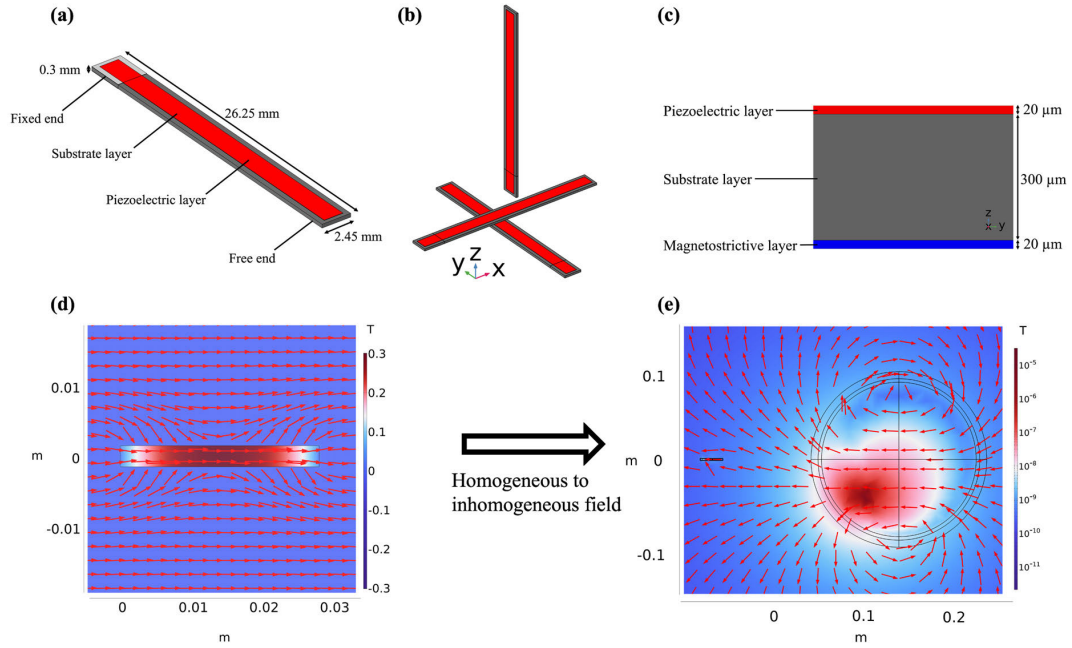 (a)
0.3 mm
26.25 mm
Fixed end
Substrate layer
Piezoelectric layer
2.45 mm
Free end
(b)
z
y
x
(c)
Piezoelectric layer
20 µm
Substrate layer
300 µm
z
x y
Magnetostrictive layer
20 µm
(d)
T
0.3
0.2
0.1
0
-0.1
-0.2
-0.3
0.01
m
0
-0.01
0
0.01
0.02
0.03
m
Homogeneous to
inhomogeneous field
(e)
T
10⁻⁵
10⁻⁶
10⁻⁷
10⁻⁸
10⁻⁹
10⁻¹⁰
10⁻¹¹
0.1
m
0
-0.1
0
0.1
0.2
m